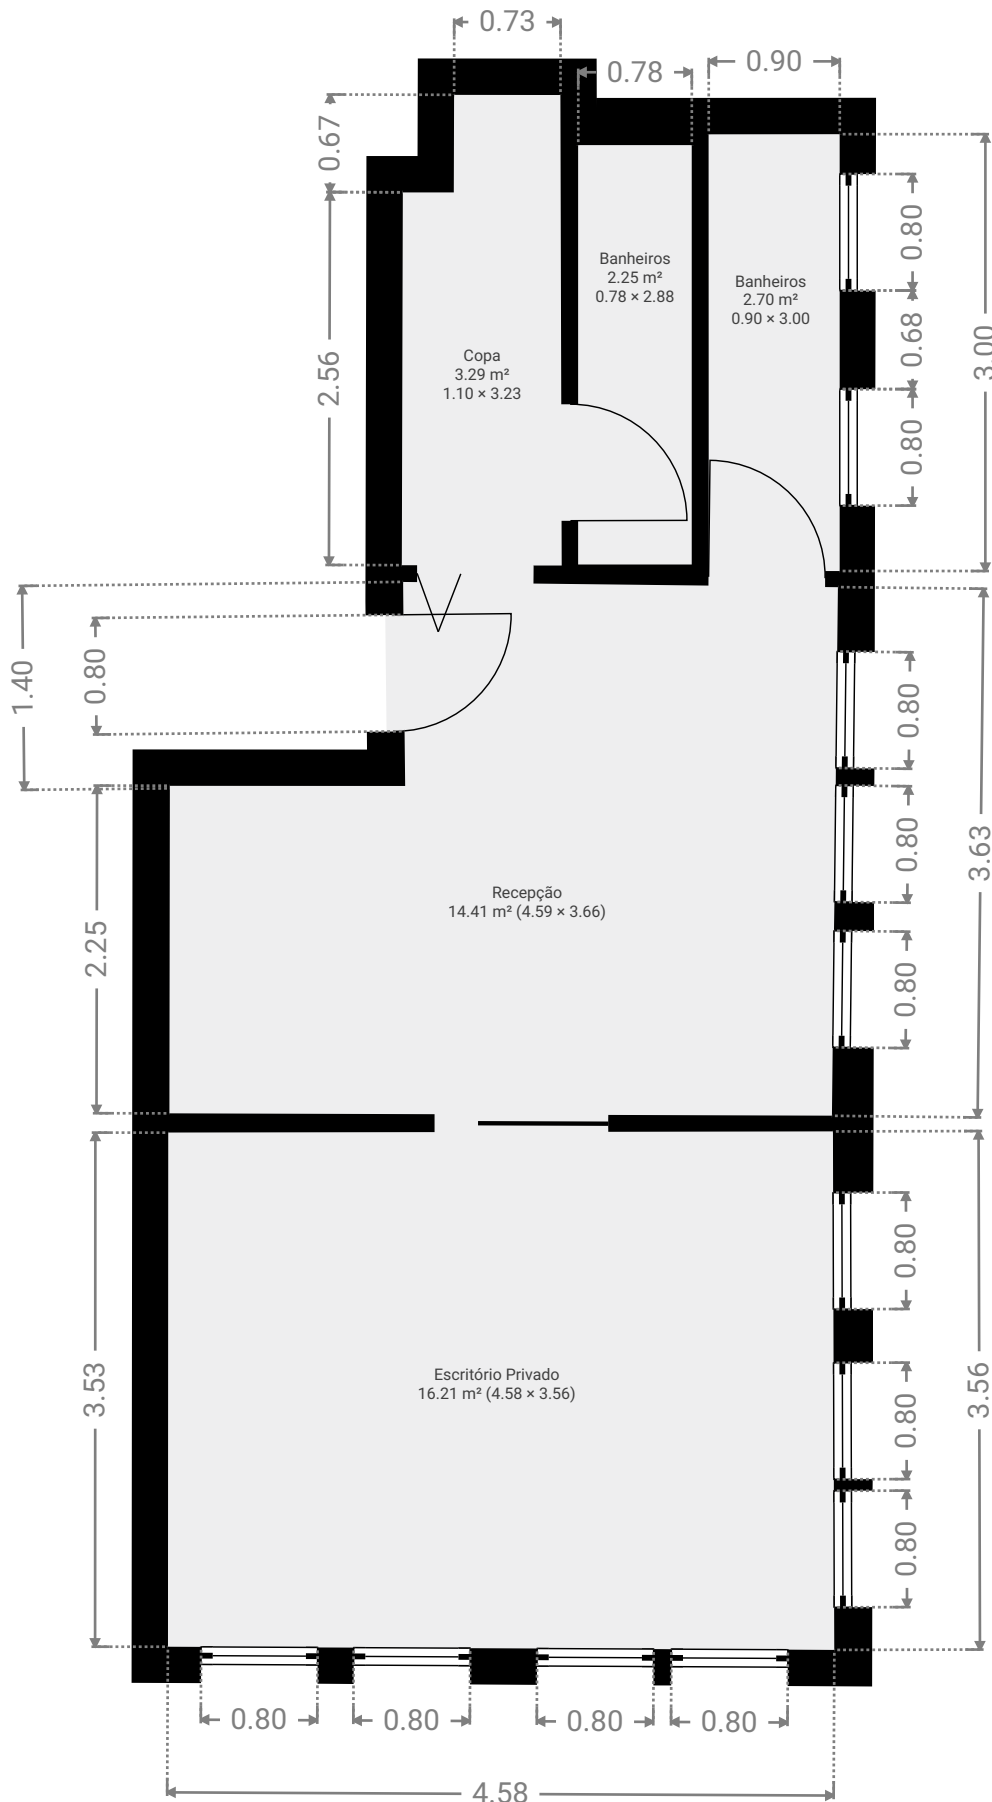 0.73
0.78
0.90
0.67
0.80
Banheiros
2.25 m²
0.78 × 2.88
Banheiros
2.70 m²
0.90 × 3.00
0.68
3.00
Copa
3.29 m²
1.10 × 3.23
2.56
0.80
1.40
0.80
0.80
0.80
3.63
Recepção
14.41 m² (4.59 × 3.66)
2.25
0.80
0.80
3.53
Escritório Privado
16.21 m² (4.58 × 3.56)
3.56
0.80
0.80
0.80
0.80
0.80
0.80
4.58